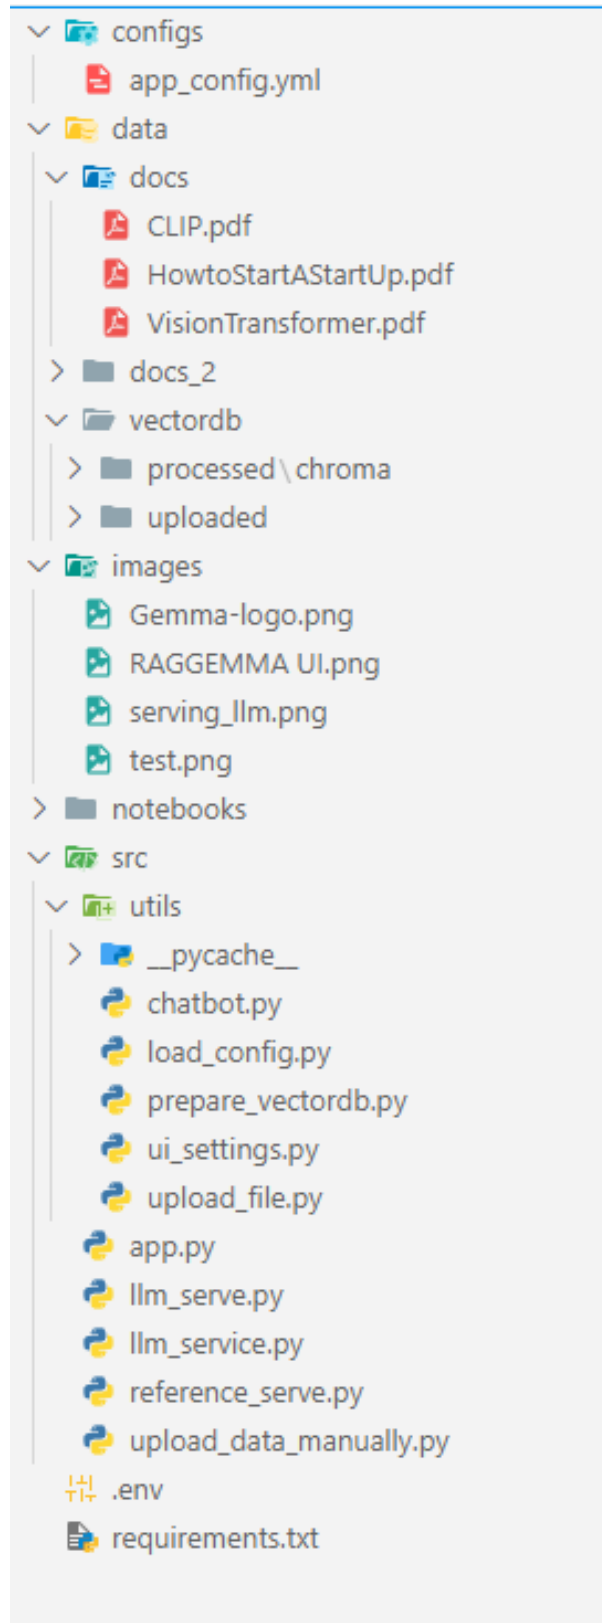 configs
app_config.yml
data
docs
CLIP.pdf
HowtoStartAStartUp.pdf
VisionTransformer.pdf
docs_2
vectordb
processed\chroma
uploaded
images
Gemma-logo.png
RAGGEMMA UI.png
serving_llm.png
test.png
notebooks
src
utils
__pycache__
chatbot.py
load_config.py
prepare_vectordb.py
ui_settings.py
upload_file.py
app.py
llm_serve.py
llm_service.py
reference_serve.py
upload_data_manually.py
.env
requirements.txt